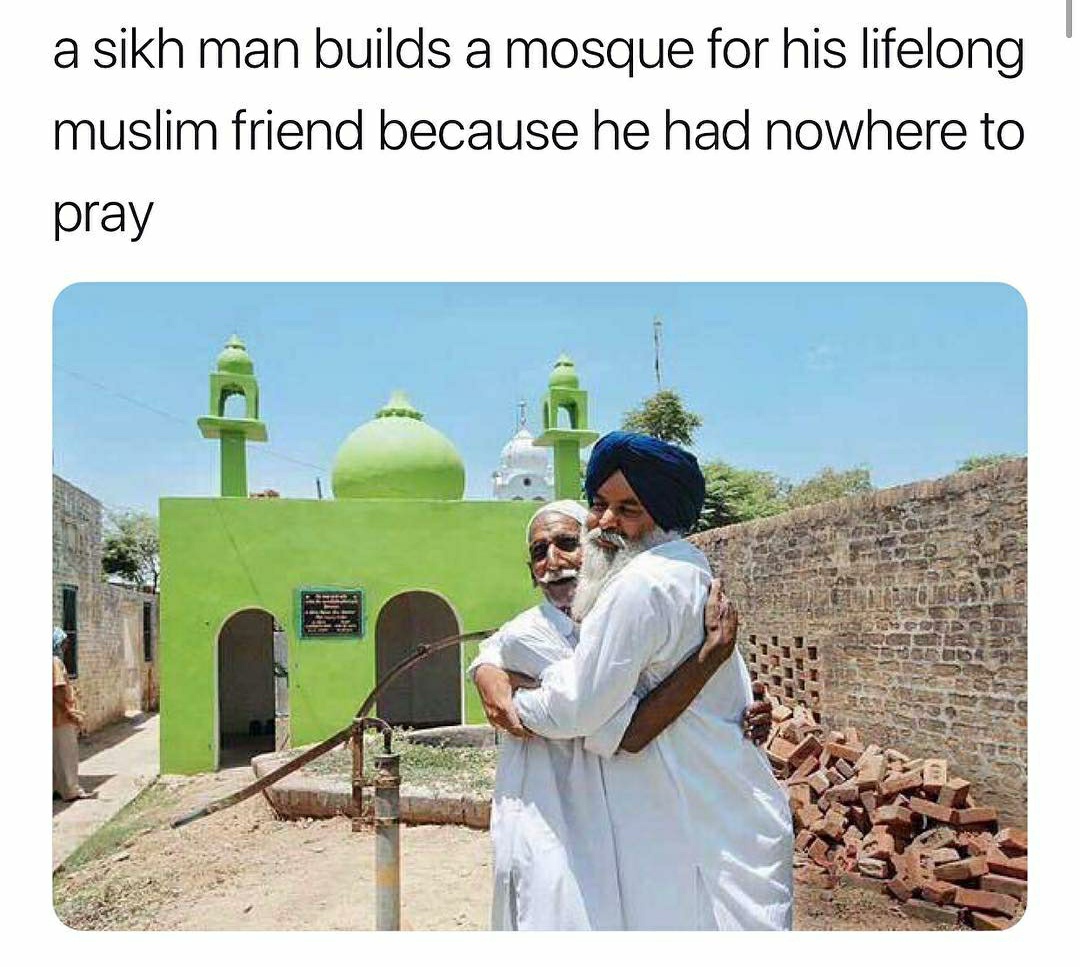 a sikh man builds a mosque for his lifelong
muslim friend because he had nowhere to
pray